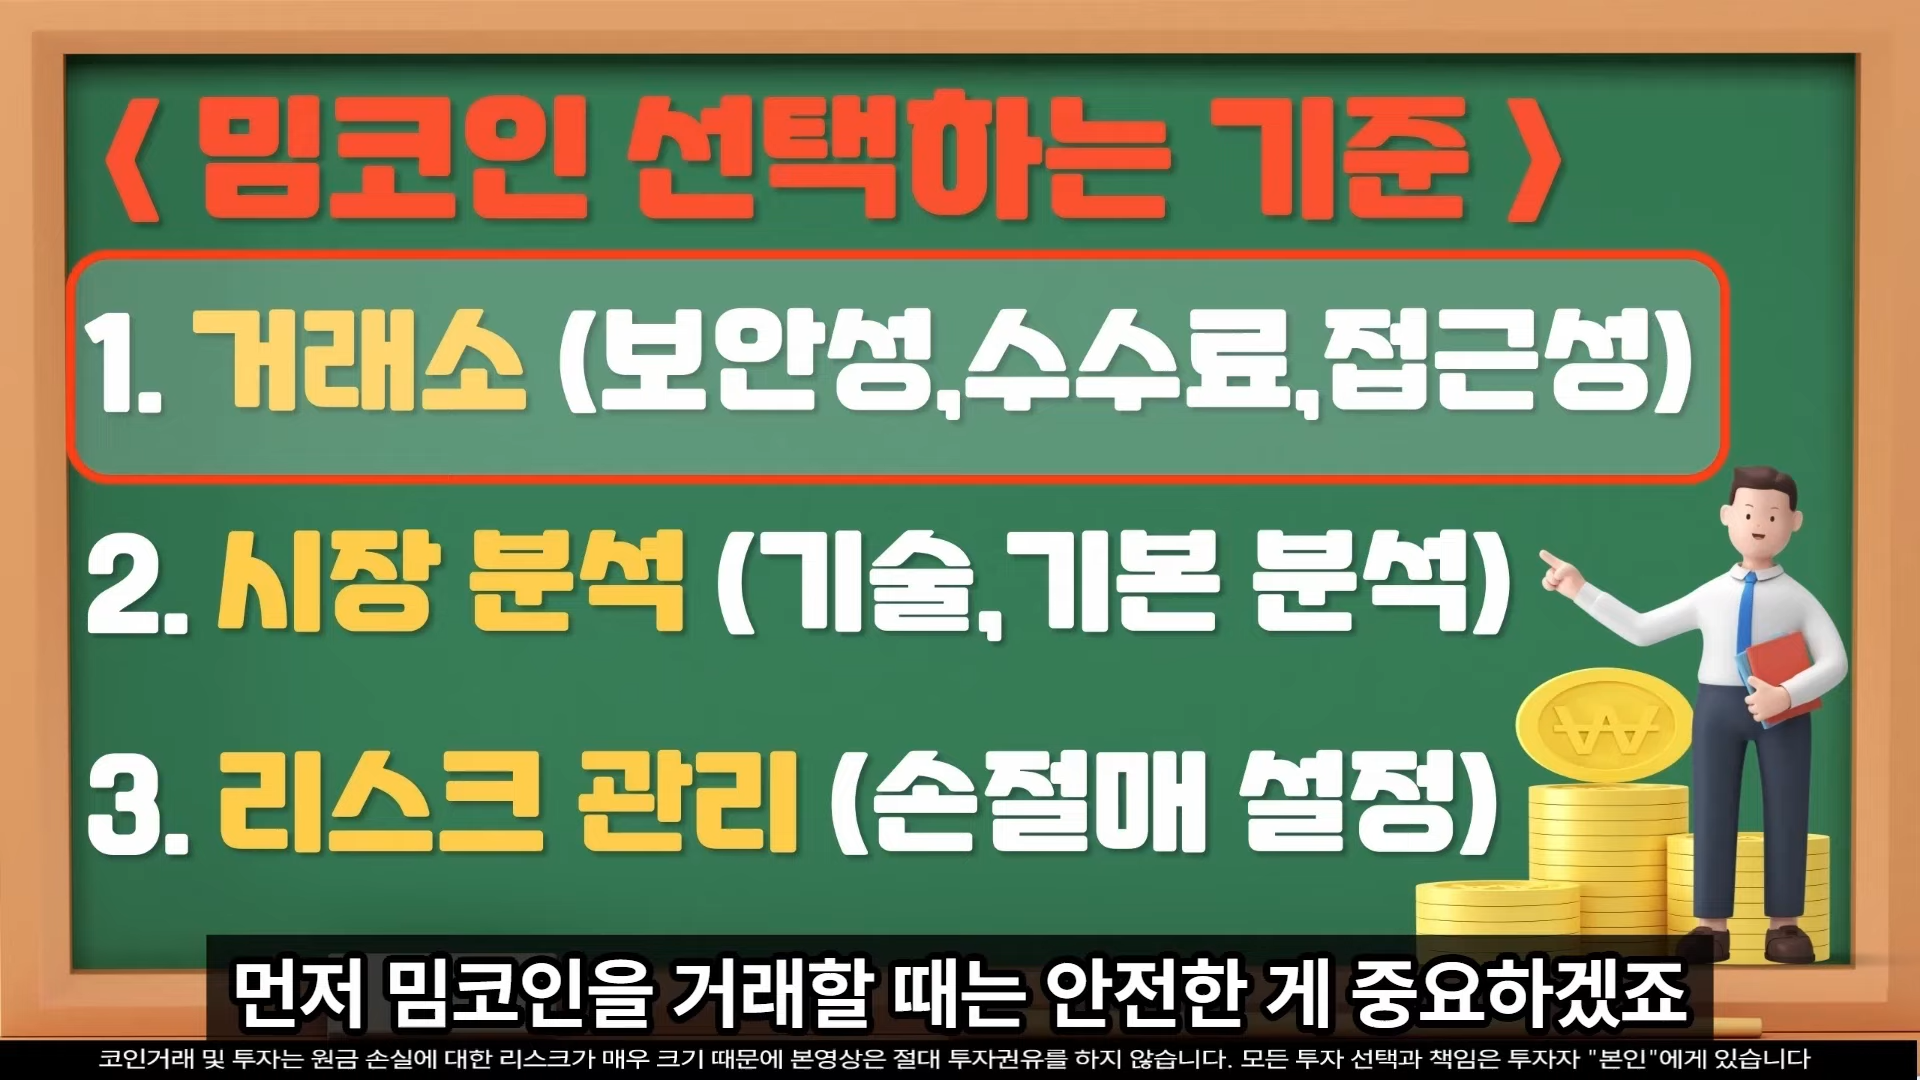 < 밈코인 선택하는 기준 >
1. 거래소 (보안성,수수료,접근성)
2. 시장 분석 (기술,기본 분석)
3. 리스크 관리 (손절매 설정)
₩
먼저 밈코인을 거래할 때는 안전한 게 중요하겠죠
코인거래 및 투자는 원금 손실에 대한 리스크가 매우 크기 때문에 본영상은 절대 투자권유를 하지 않습니다. 모든 투자 선택과 책임은 투자자 "본인"에게 있습니다